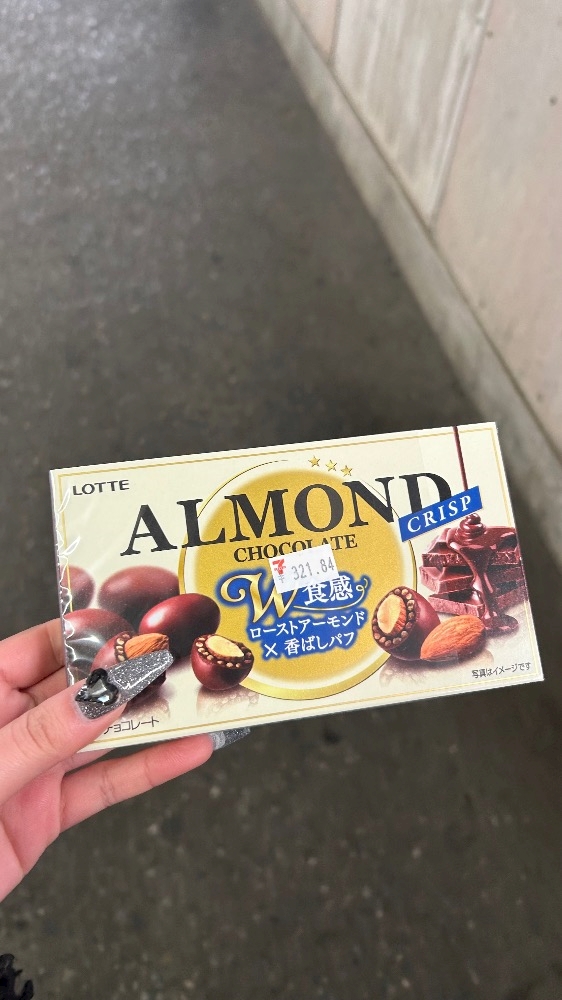 LOTTE
ALMOND
CRISP
CHOCOLATE
7
¥ 321.84
W食感
ローストアーモンド
×香ばしパフ
写真はイメージです
チョコレート